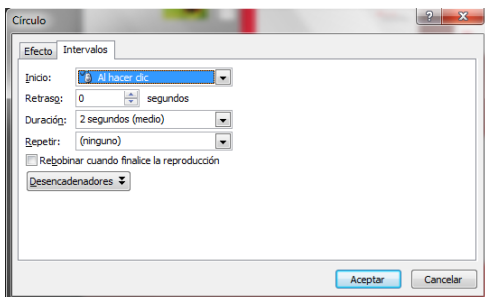 Círculo
Efecto Intervalos
Inicio: Al hacer clic
Retraso: 0 segundos
Duración: 2 segundos (medio)
Repetir: (ninguno)
Rebobinar cuando finalice la reproducción
Desencadenadores
Aceptar Cancelar